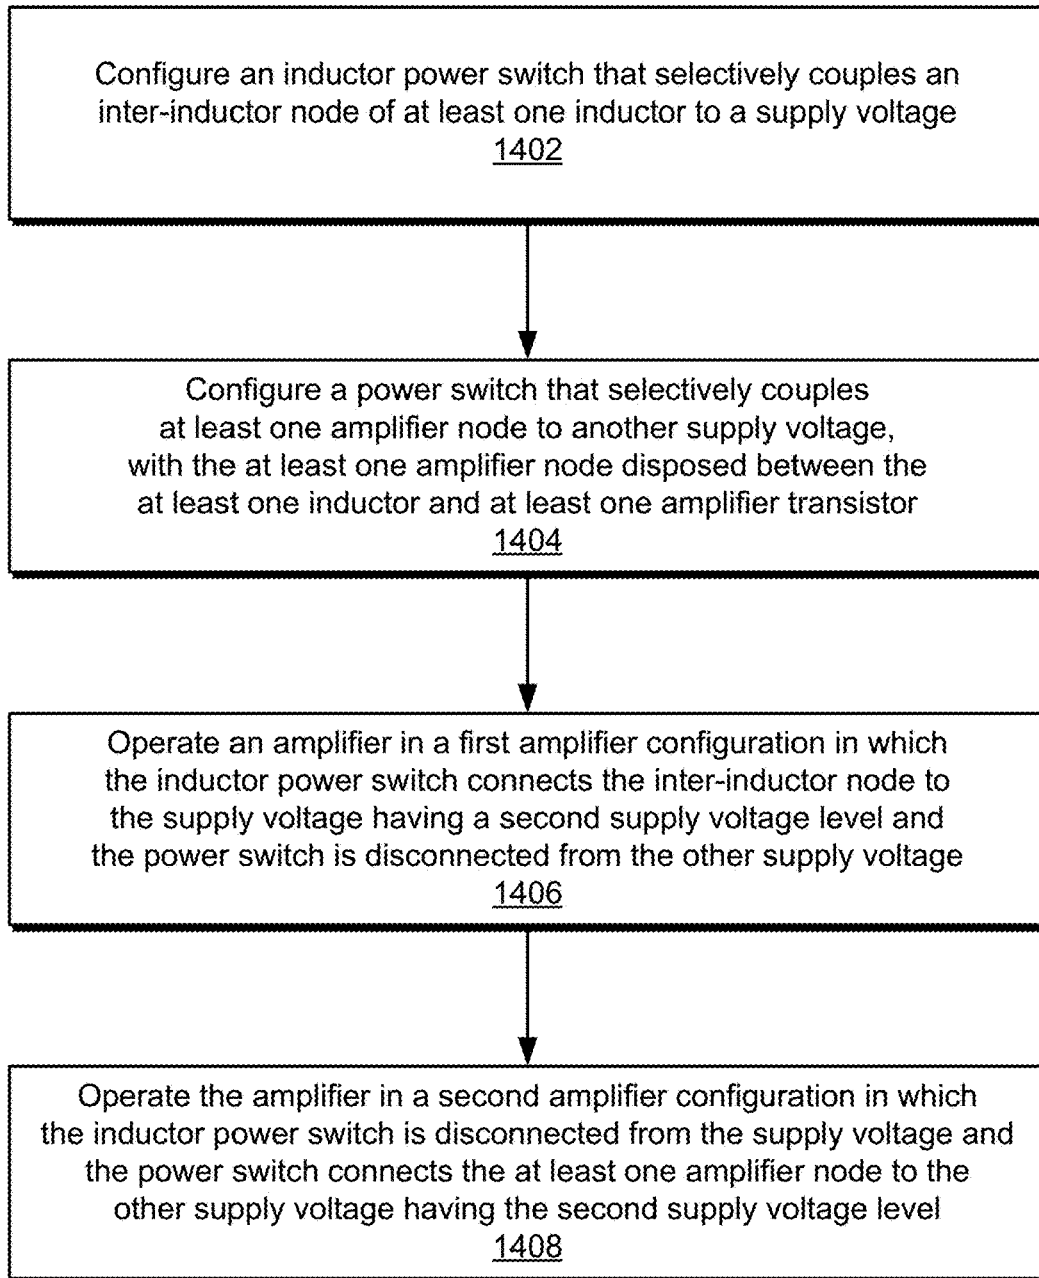 Configure an inductor power switch that selectively couples an
inter-inductor node of at least one inductor to a supply voltage
1402
Configure a power switch that selectively couples
at least one amplifier node to another supply voltage,
with the at least one amplifier node disposed between the
at least one inductor and at least one amplifier transistor
1404
Operate an amplifier in a first amplifier configuration in which
the inductor power switch connects the inter-inductor node to
the supply voltage having a second supply voltage level and
the power switch is disconnected from the other supply voltage
1406
Operate the amplifier in a second amplifier configuration in which
the inductor power switch is disconnected from the supply voltage and
the power switch connects the at least one amplifier node to the
other supply voltage having the second supply voltage level
1408